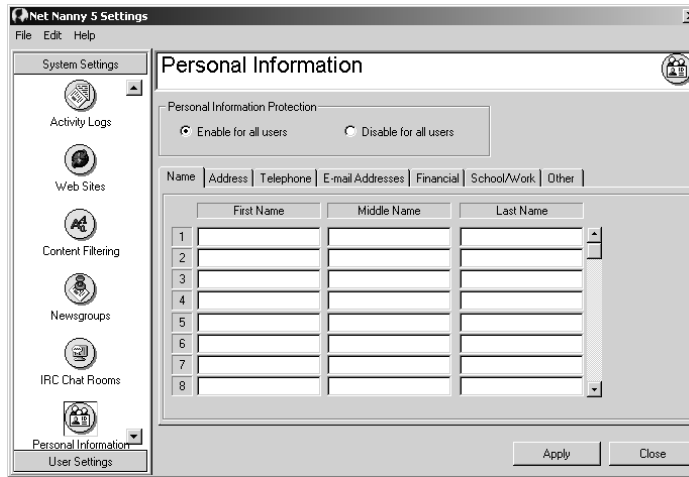 Net Nanny 5 Settings
File Edit Help
System Settings
Activity Logs
Web Sites
Content Filtering
Newsgroups
IRC Chat Rooms
Personal Information
User Settings
Personal Information
Personal Information Protection
Enable for all users Disable for all users
Name Address Telephone E-mail Addresses Financial School/Work Other
First Name Middle Name Last Name
1
2
3
4
5
6
7
8
Apply Close